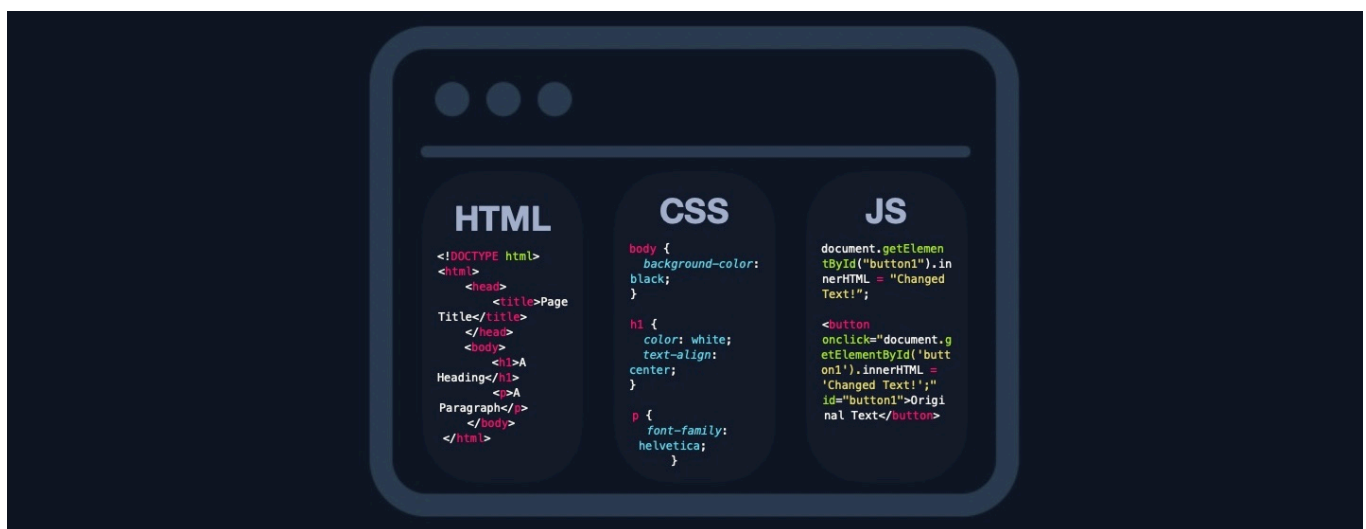 HTML
<!DOCTYPE html>
<html>
<head>
<title>Page
Title</title>
</head>
<body>
<h1>A
Heading</h1>
<p>A
Paragraph</p>
</body>
</html>
CSS
body {
background-color:
black;
}
h1 {
color: white;
text-align:
center;
}
p {
font-family:
helvetica;
}
JS
document.getElemen
tById("button1").in
nerHTML = "Changed
Text!”;
<button
onclick="document.g
etElementById('butt
on1').innerHTML =
'Changed Text!';"
id="button1">Origi
nal Text</button>